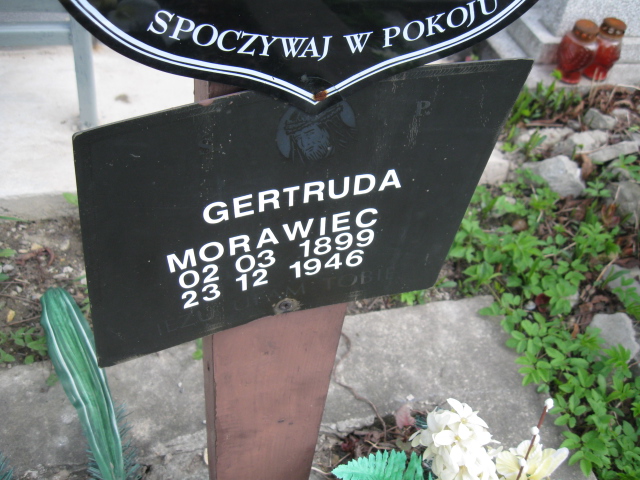 SPOCZYWAJ W POKOJU
P.
GERTRUDA
MORAWIEC
02 03 1899
23 12 1946